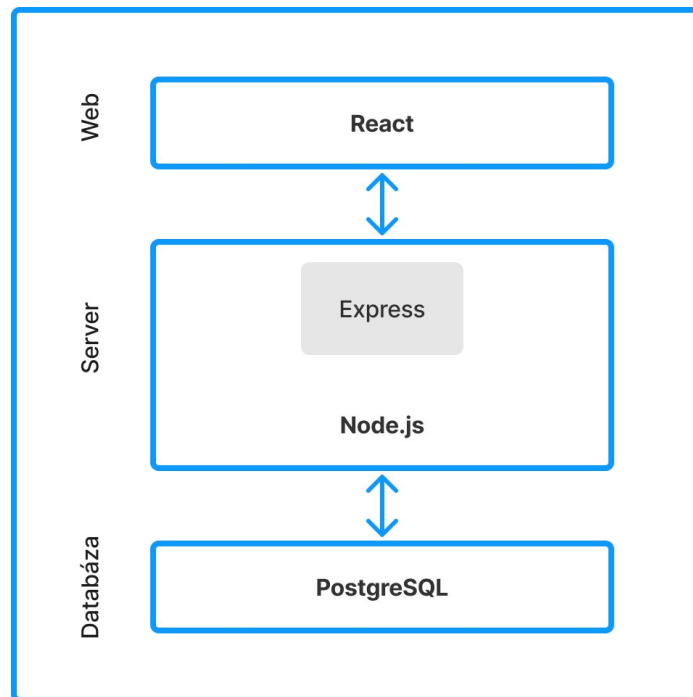 Web
React
Server
Express
Node.js
Databáza
PostgreSQL